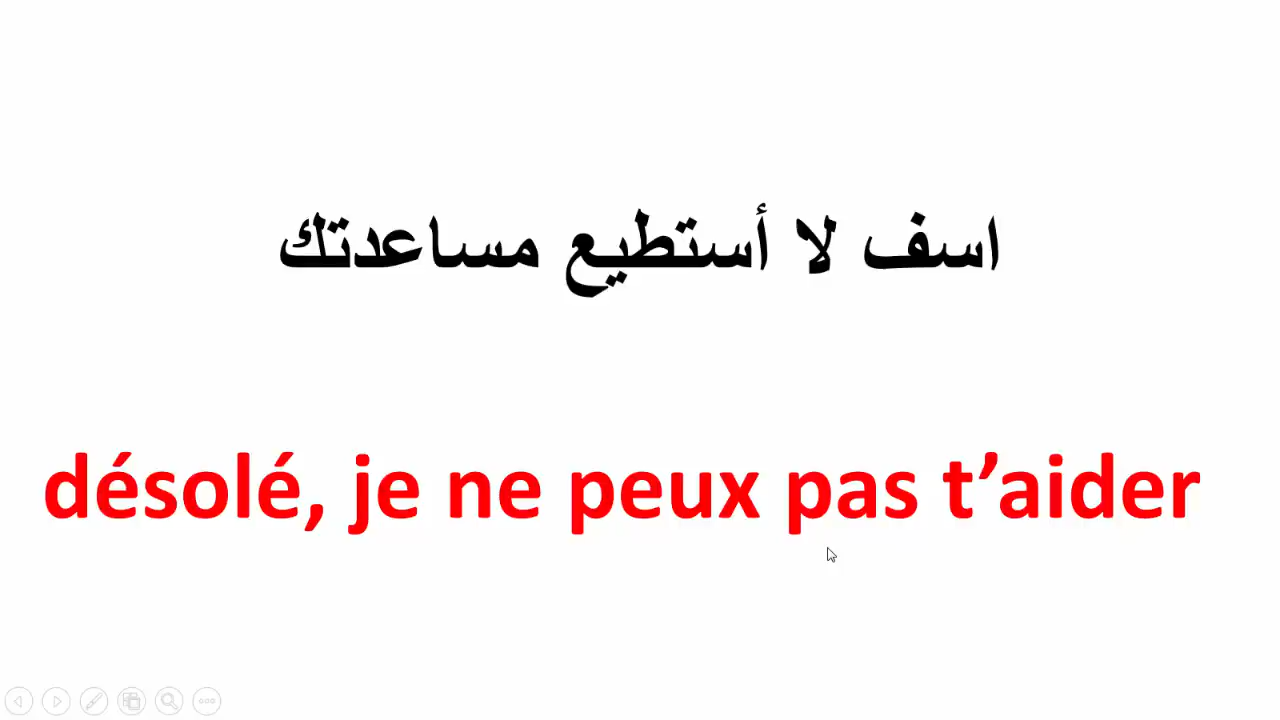 اسف لا أستطيع مساعدتك
désolé, je ne peux pas t’aider